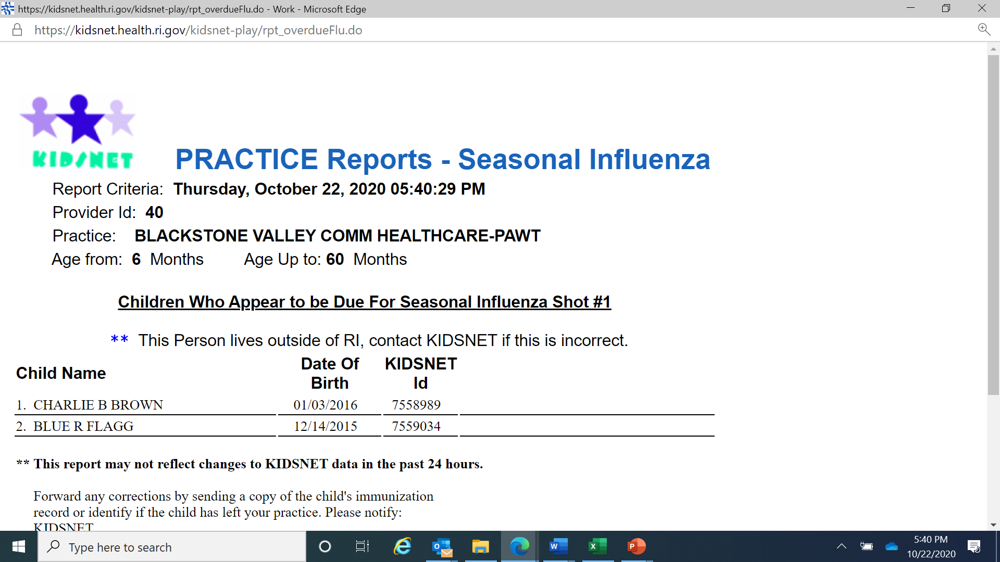 https://kidsnet.health.ri.gov/kidsnet-play/rpt_overdueFlu.do - Work - Microsoft Edge
https://kidsnet.health.ri.gov/kidsnet-play/rpt_overdueFlu.do
KIDSNET
PRACTICE Reports - Seasonal Influenza
Report Criteria: Thursday, October 22, 2020 05:40:29 PM
Provider Id: 40
Practice: BLACKSTONE VALLEY COMM HEALTHCARE-PAWT
Age from: 6 Months Age Up to: 60 Months
Children Who Appear to be Due For Seasonal Influenza Shot #1
** This Person lives outside of RI, contact KIDSNET if this is incorrect.
Child Name Date Of Birth KIDSNET Id
1. CHARLIE B BROWN 01/03/2016 7558989
2. BLUE R FLAGG 12/14/2015 7559034
** This report may not reflect changes to KIDSNET data in the past 24 hours.
Forward any corrections by sending a copy of the child's immunization
record or identify if the child has left your practice. Please notify:
KIDSNET
Type here to search
5:40 PM
10/22/2020